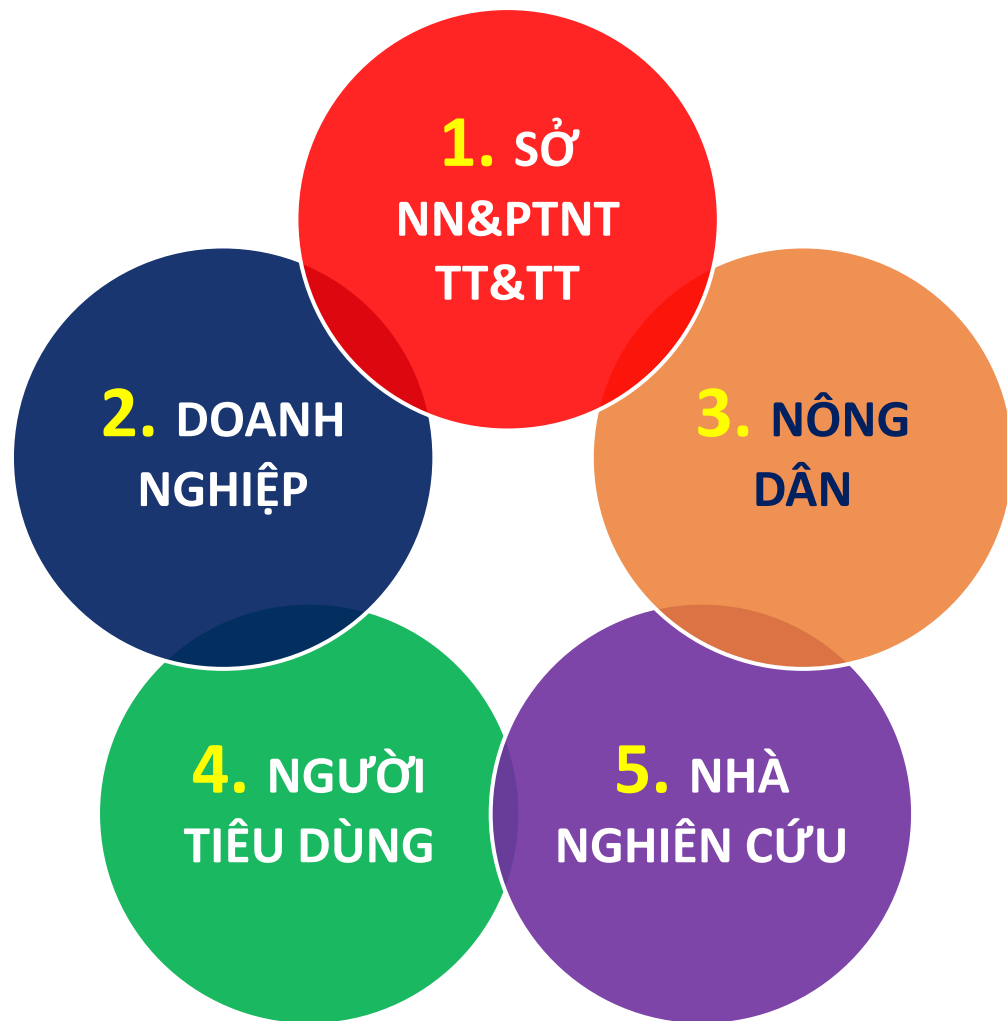 1. SỞ
NN&PTNT
TT&TT
2. DOANH
NGHIỆP
3. NÔNG
DÂN
4. NGƯỜI
TIÊU DÙNG
5. NHÀ
NGHIÊN CỨU